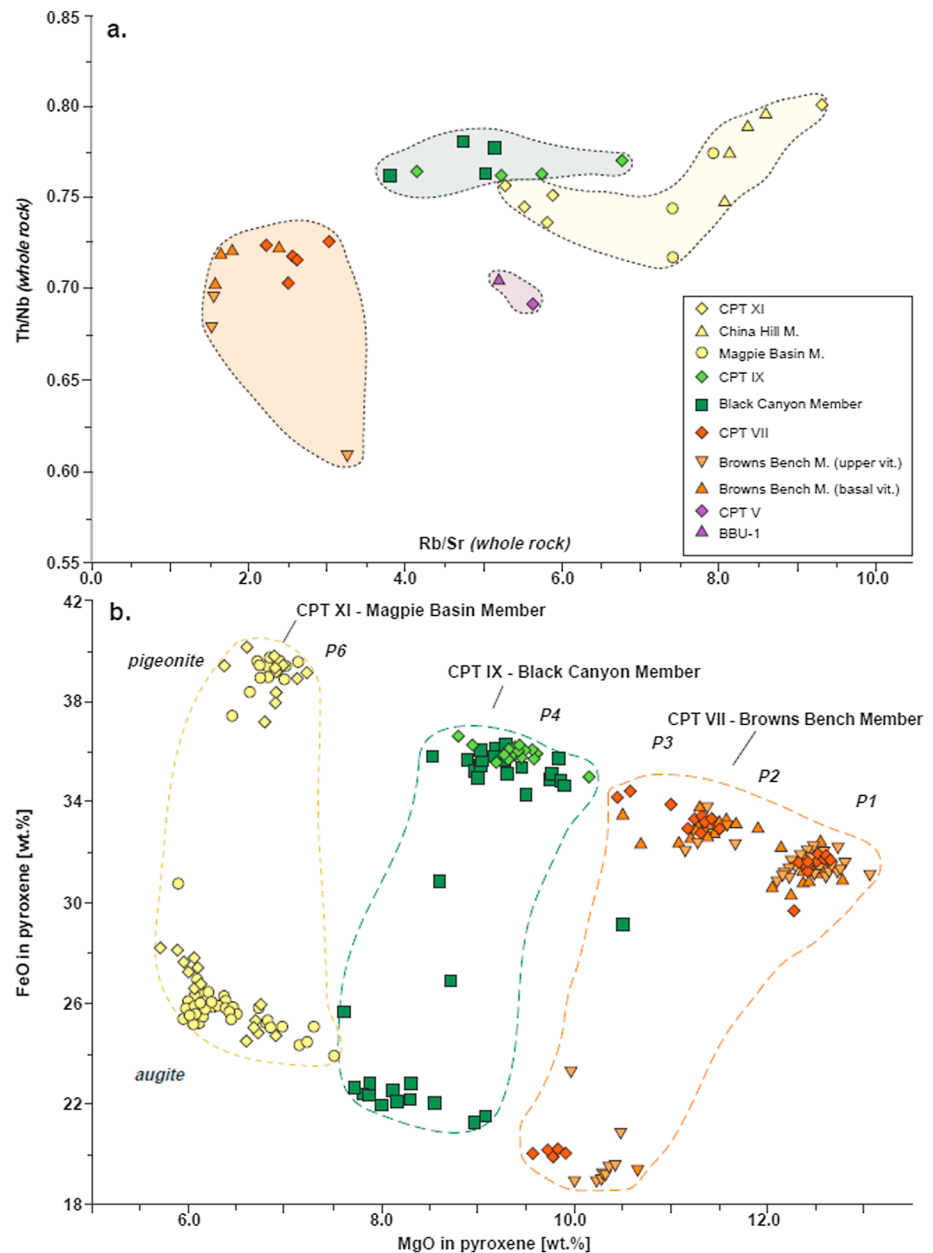 a.
0.85
0.80
0.75
0.70
0.65
0.60
0.55
Th/Nb (whole rock)
CPT XI
China Hill M.
Magpie Basin M.
CPT IX
Black Canyon Member
CPT VII
Browns Bench M. (upper vit.)
Browns Bench M. (basal vit.)
CPT V
BBU-1
Rb/Sr (whole rock)
0.0 2.0 4.0 6.0 8.0 10.0
b.
42
38
34
30
26
22
18
FeO in pyroxene [wt.%]
CPT XI - Magpie Basin Member
pigeonite
P6
CPT IX - Black Canyon Member
P4
CPT VII - Browns Bench Member
P3
P2
P1
augite
6.0 8.0 10.0 12.0
MgO in pyroxene [wt.%]